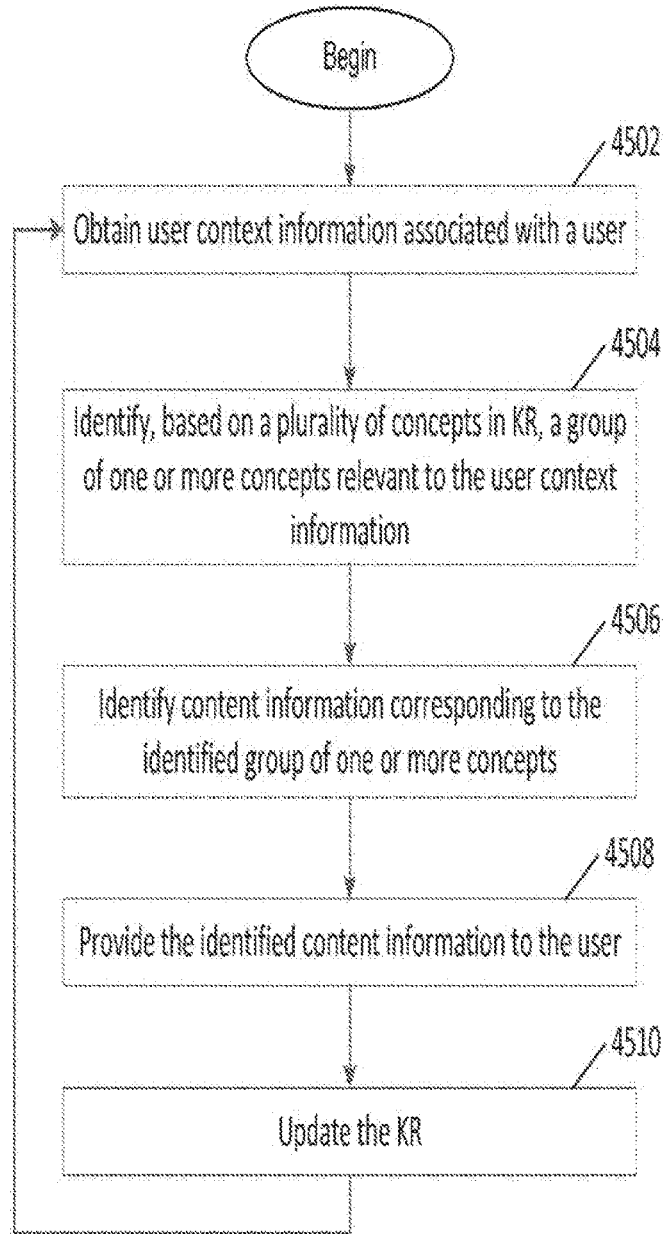 Begin
4502
Obtain user context information associated with a user
4504
Identify, based on a plurality of concepts in KR, a group
of one or more concepts relevant to the user context
information
4506
Identify content information corresponding to the
identified group of one or more concepts
4508
Provide the identified content information to the user
4510
Update the KR